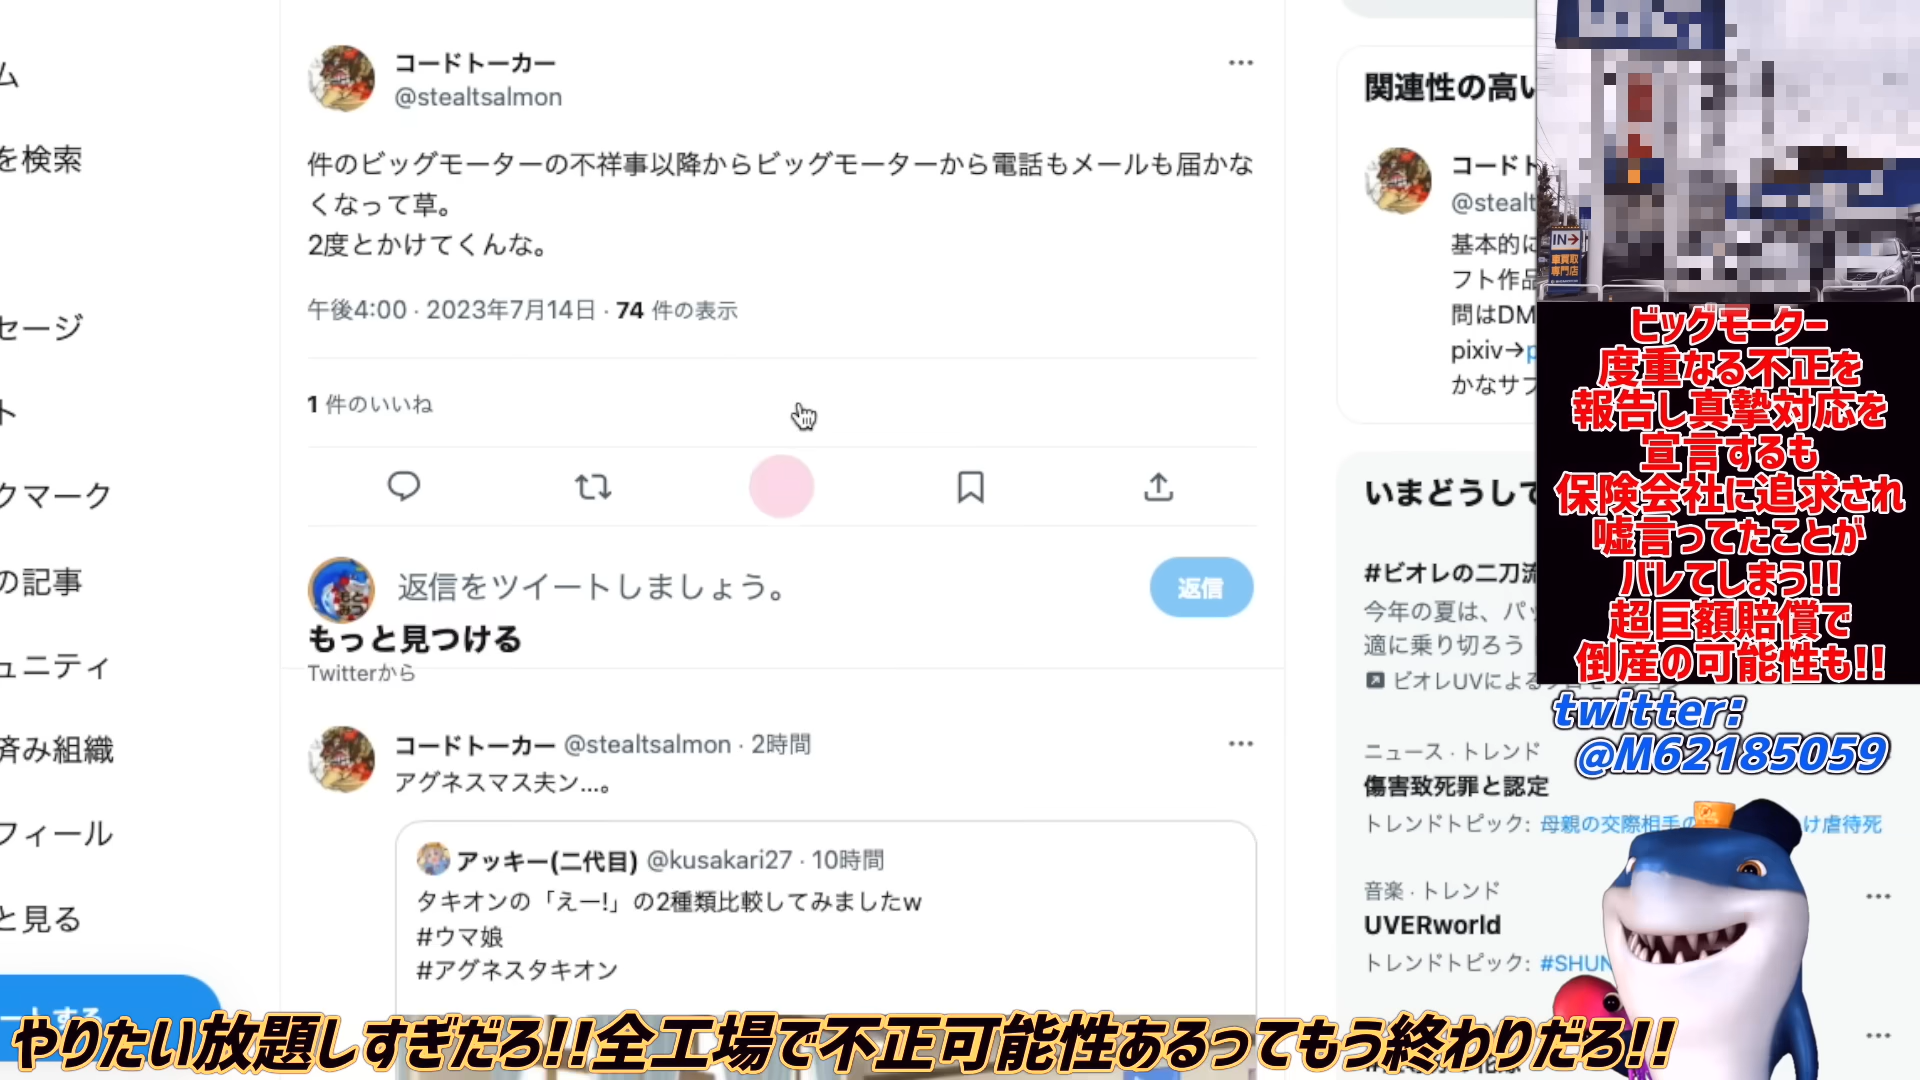 ム
を検索
セージ
ト
クマーク
の記事
ュニティ
済み組織
フィール
と見る
コードトーカー
@stealtsalmon
件のビッグモーターの不祥事以降からビッグモーターから電話もメールも届かな
くなって草。
2度とかけてくんな。
午後4:00 · 2023年7月14日 · 74 件の表示
1 件のいいね
返信をツイートしましょう。
返信
もっと見つける
Twitterから
コードトーカー @stealtsalmon · 2時間
アグネスマス夫ン...。
アッキー(二代目) @kusakari27 · 10時間
タキオンの「えー!」の2種類比較してみましたw
#ウマ娘
#アグネスタキオン
関連性の高い
コードト
@stealt
基本的に
フト作品
問はDM
pixiv→p
かなサフ
いまどうして
#ビオレの二刀流
今年の夏は、パッ
適に乗り切ろう
ビオレUVによる
ニュース · トレンド
傷害致死罪と認定
トレンドトピック: 母親の交際相手の
け虐待死
音楽 · トレンド
UVERworld
トレンドトピック: #SHUN
IN→
車買取
専門店
ビッグモーター
度重なる不正を
報告し真摯対応を
宣言するも
保険会社に追求され
嘘言ってたことが
バレてしまう!!
超巨額賠償で
倒産の可能性も!!
twitter:
@M62185059
やりたい放題しすぎだろ!!全工場で不正可能性あるってもう終わりだろ!!